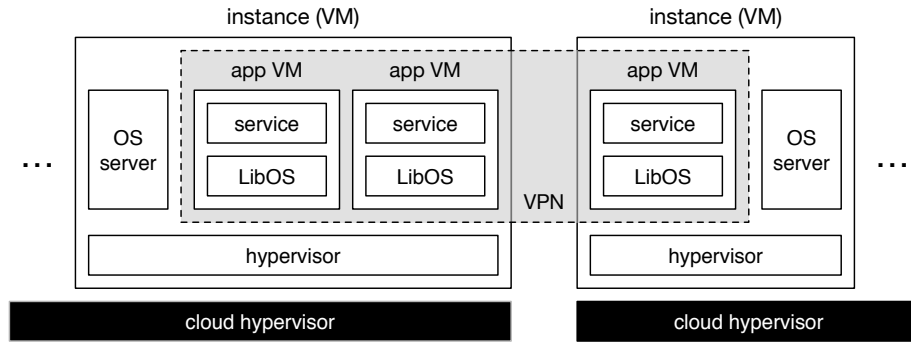 instance (VM)
instance (VM)
app VM
app VM
app VM
OS
server
service
service
service
OS
server
...
...
LibOS
LibOS
LibOS
VPN
hypervisor
hypervisor
cloud hypervisor
cloud hypervisor